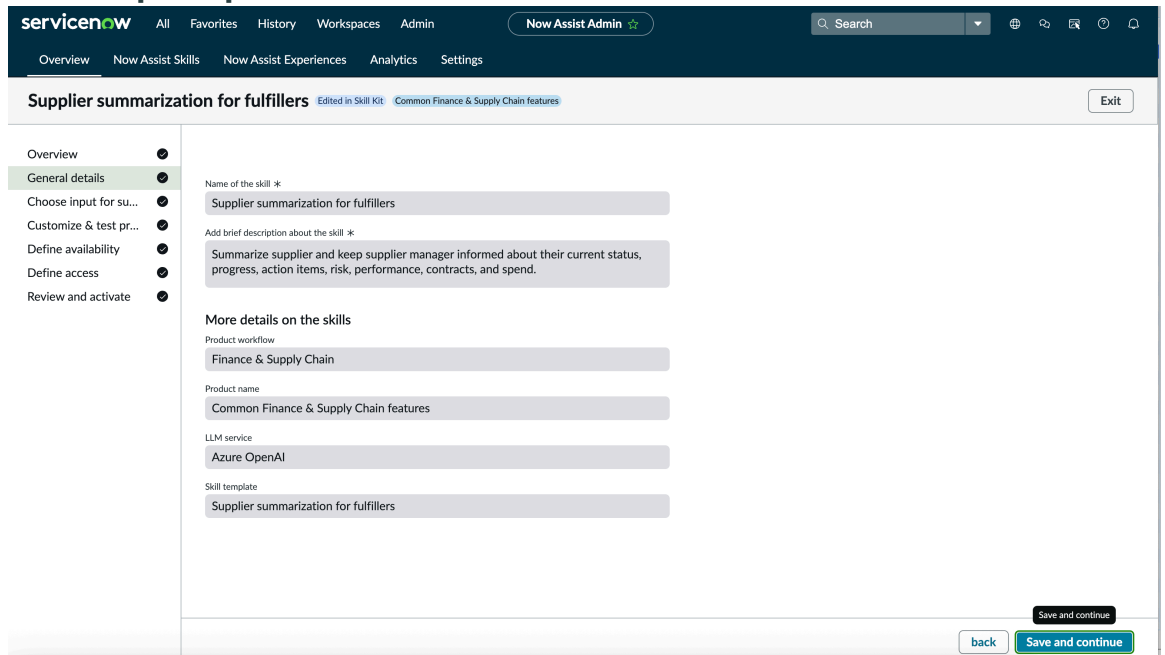 servicenow All Favorites History Workspaces Admin Now Assist Admin Search
Overview Now Assist Skills Now Assist Experiences Analytics Settings
Supplier summarization for fulfillers Edited in Skill Kit Common Finance & Supply Chain features Exit
Overview
General details
Choose input for su...
Customize & test pr...
Define availability
Define access
Review and activate
Name of the skill *
Supplier summarization for fulfillers
Add brief description about the skill *
Summarize supplier and keep supplier manager informed about their current status,
progress, action items, risk, performance, contracts, and spend.
More details on the skills
Product workflow
Finance & Supply Chain
Product name
Common Finance & Supply Chain features
LLM service
Azure OpenAI
Skill template
Supplier summarization for fulfillers
Save and continue
back Save and continue